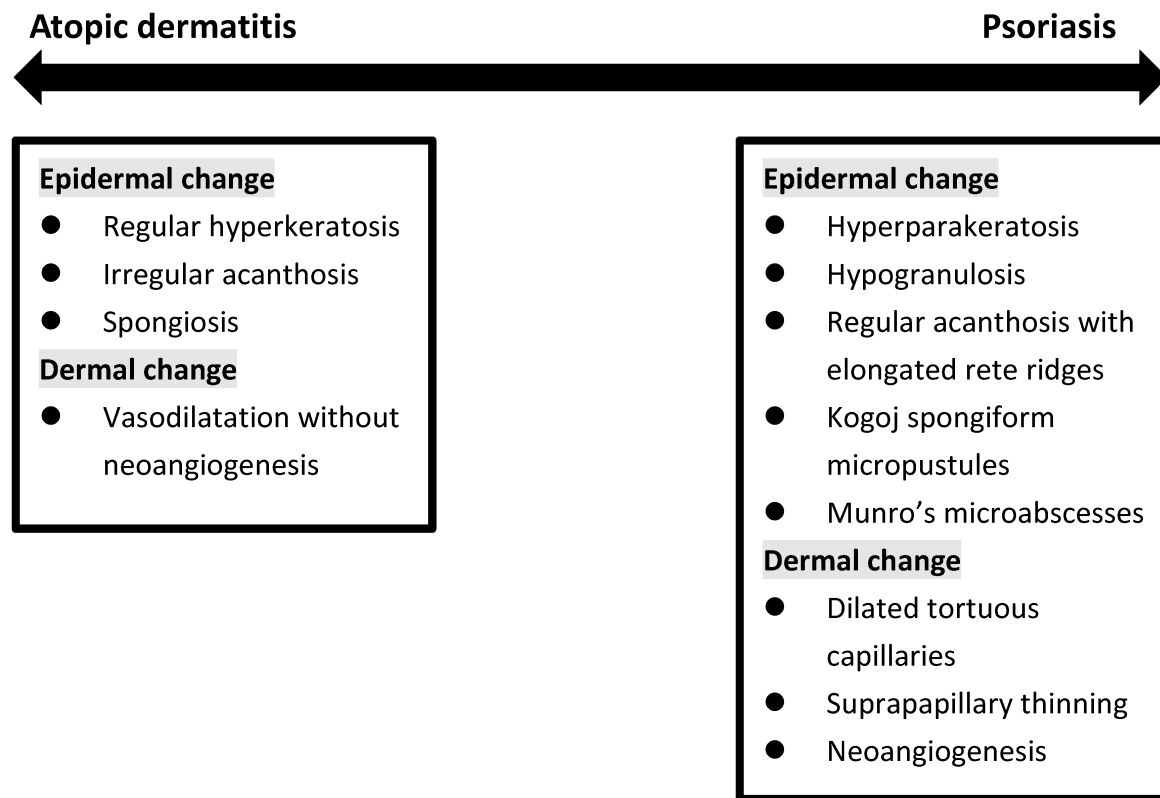 Atopic dermatitis
Psoriasis
Epidermal change
● Regular hyperkeratosis
● Irregular acanthosis
● Spongiosis
Dermal change
● Vasodilatation without
neoangiogenesis
Epidermal change
● Hyperparakeratosis
● Hypogranulosis
● Regular acanthosis with
elongated rete ridges
● Kogoj spongiform
micropustules
● Munro’s microabscesses
Dermal change
● Dilated tortuous
capillaries
● Suprapapillary thinning
● Neoangiogenesis